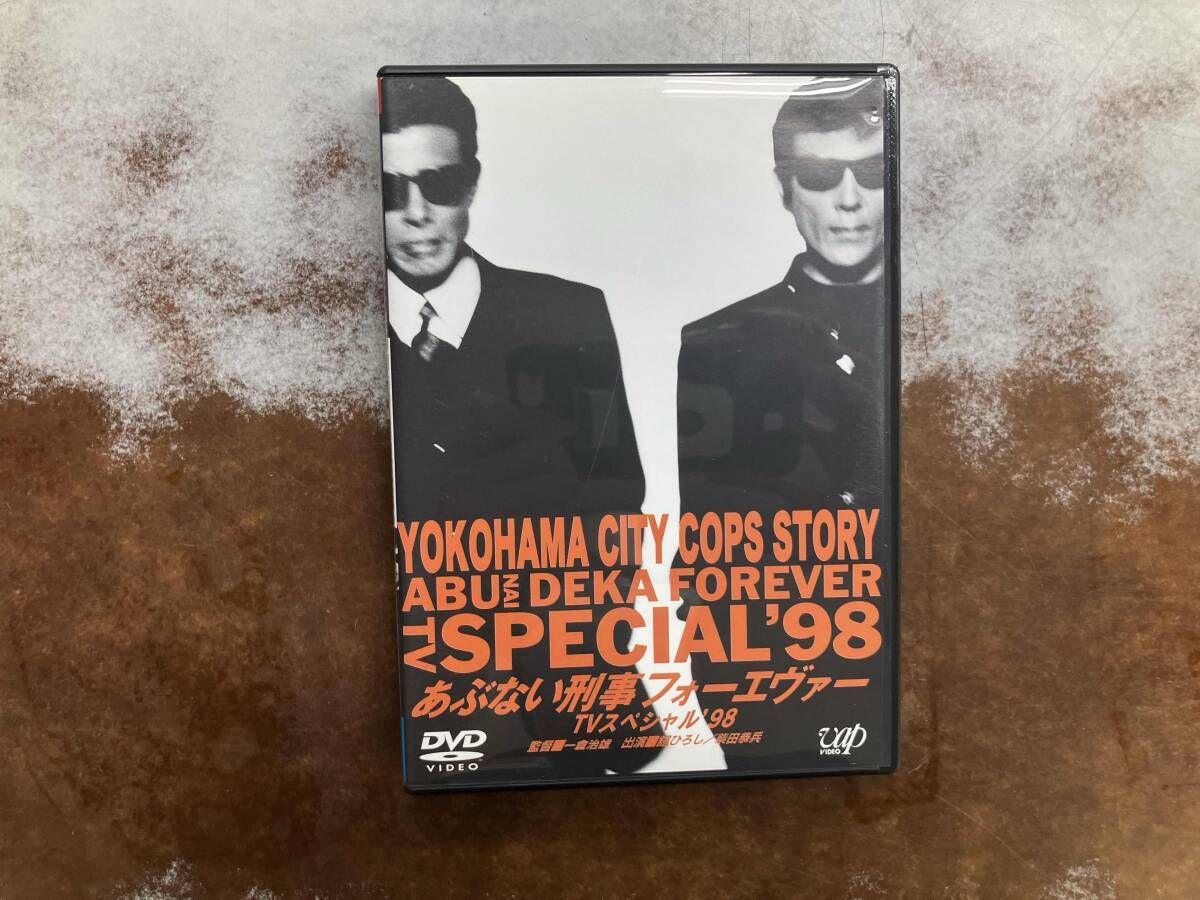 YOKOHAMA CITY COPS STORY
ABUNAI DEKA FOREVER
TV SPECIAL '98
あぶない刑事フォーエヴァー
TVスペシャル'98
監督■一倉治雄 出演■舘ひろし/柴田恭兵
DVD
VIDEO
vap
VIDEO